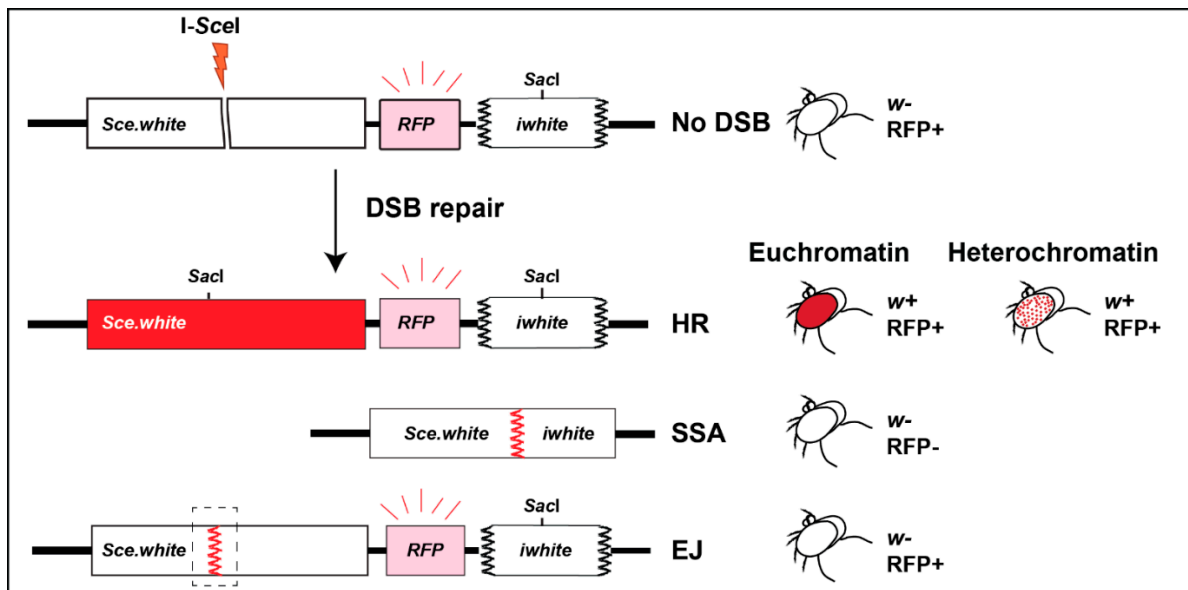 I-SceI
SacI
Sce.white RFP iwhite No DSB w-
RFP+
DSB repair
Euchromatin Heterochromatin
SacI SacI
Sce.white RFP iwhite HR w+ w+
RFP+ RFP+
Sce.white iwhite SSA w-
RFP-
SacI
Sce.white RFP iwhite EJ w-
RFP+